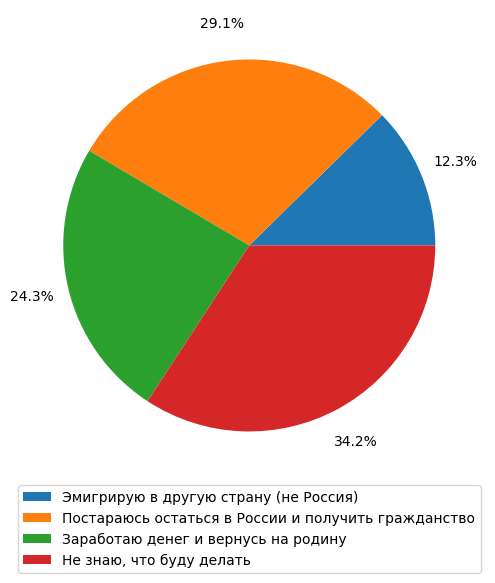 29.1%
12.3%
24.3%
34.2%
Эмигрирую в другую страну (не Россия)
Постараюсь остаться в России и получить гражданство
Заработаю денег и вернусь на родину
Не знаю, что буду делать